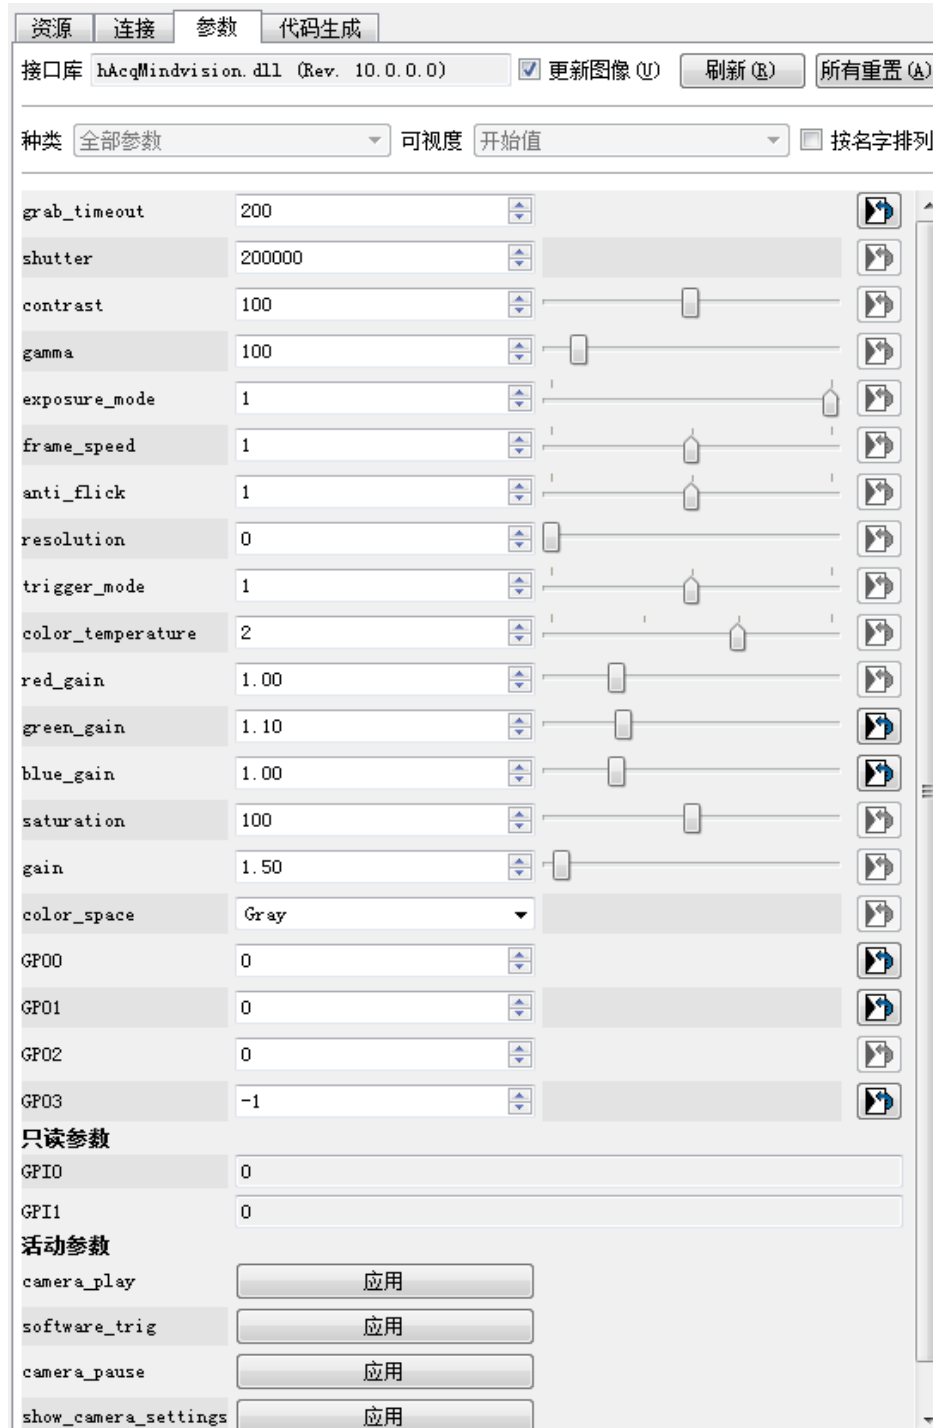 资源 连接 参数 代码生成
接口库 hAcqMindvision.dll (Rev. 10.0.0.0) 更新图像(U) 刷新(R) 所有重置(A)
种类 全部参数 可视度 开始值 按名字排列
grab_timeout 200
shutter 200000
contrast 100
gamma 100
exposure_mode 1
frame_speed 1
anti_flick 1
resolution 0
trigger_mode 1
color_temperature 2
red_gain 1.00
green_gain 1.10
blue_gain 1.00
saturation 100
gain 1.50
color_space Gray
GPO0 0
GPO1 0
GPO2 0
GPO3 -1
只读参数
GPI0 0
GPI1 0
活动参数
camera_play 应用
software_trig 应用
camera_pause 应用
show_camera_settings 应用